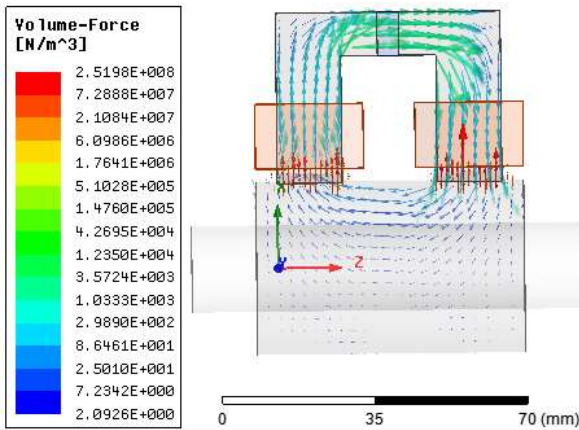 Volume-Force
[N/m^3]
2.5198E+008
7.2888E+007
2.1084E+007
6.0986E+006
1.7641E+006
5.1028E+005
1.4760E+005
4.2695E+004
1.2350E+004
3.5724E+003
1.0333E+003
2.9890E+002
8.6461E+001
2.5010E+001
7.2342E+000
2.0926E+000
Z
0
35
70 (mm)